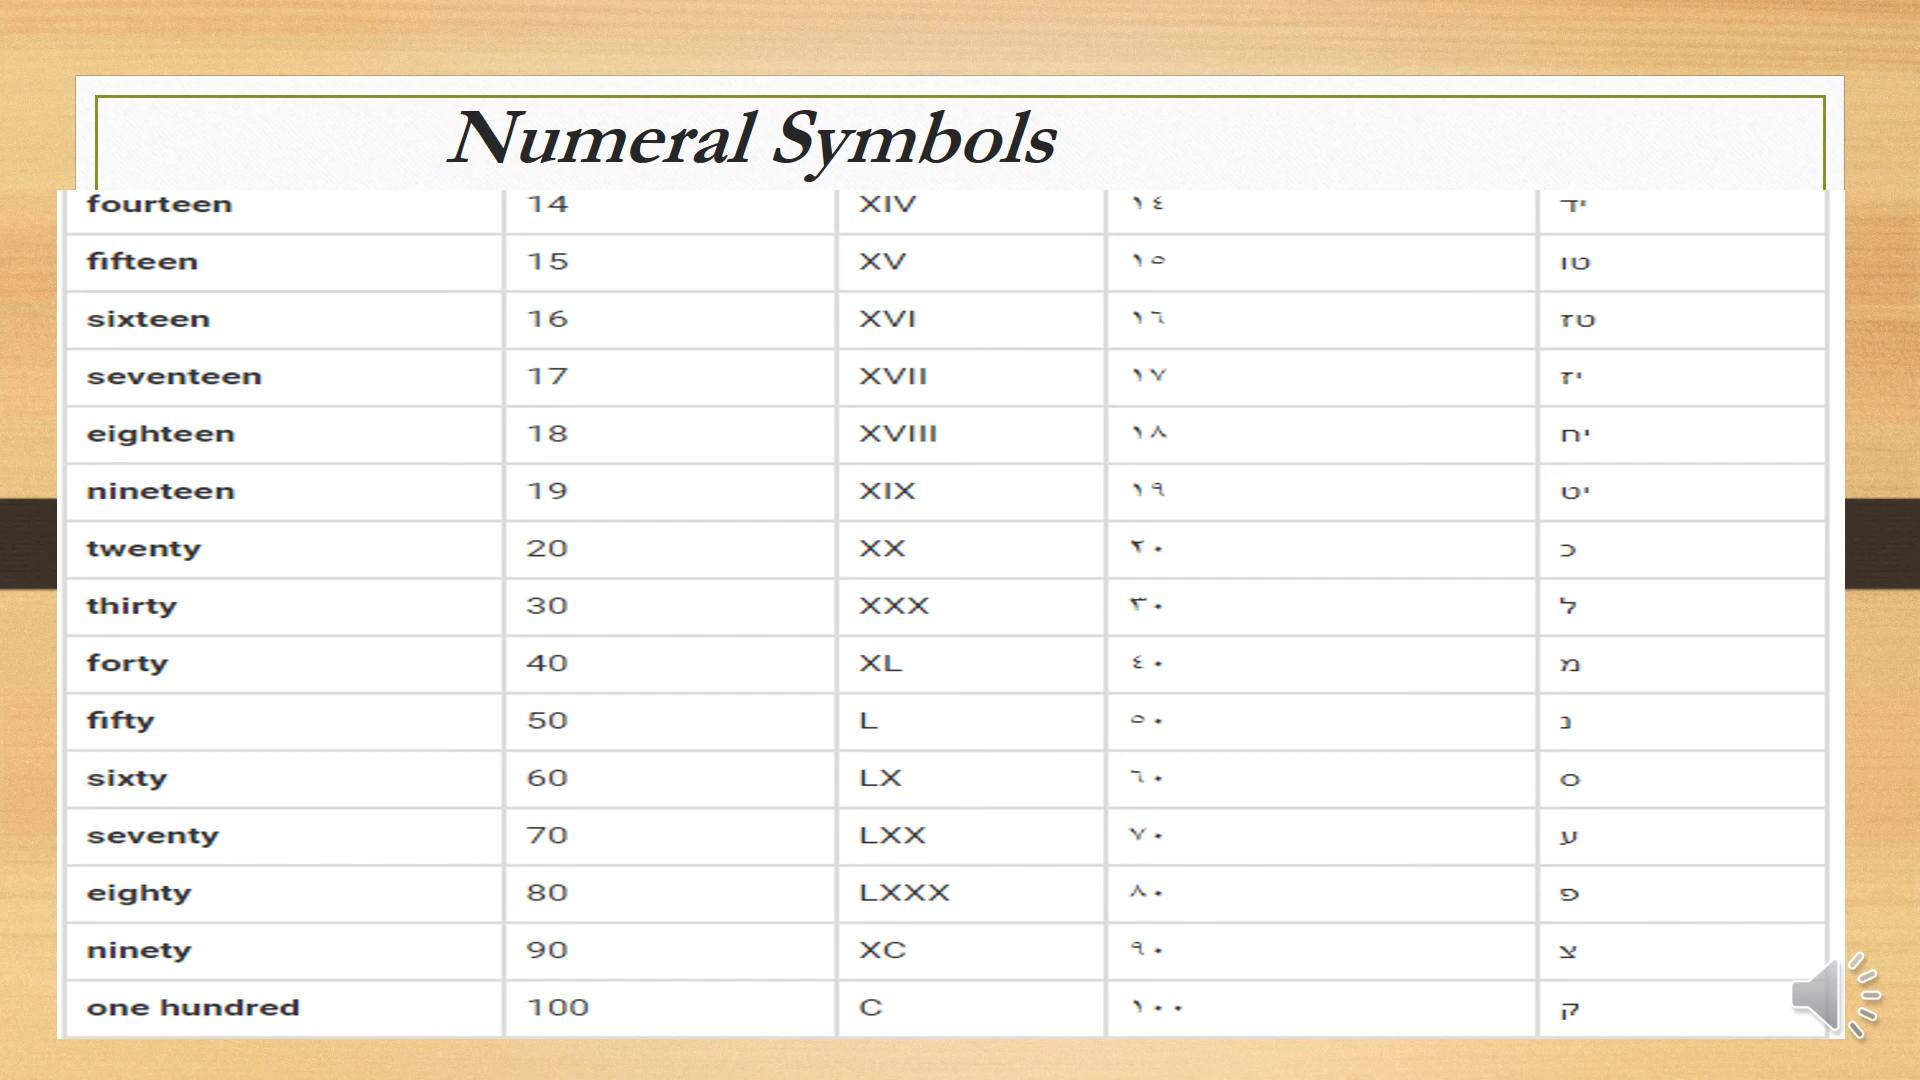 Numeral Symbols
fourteen 14 XIV ١٤ יד
fifteen 15 XV ١٥ טו
sixteen 16 XVI ١٦ טז
seventeen 17 XVII ١٧ יז
eighteen 18 XVIII ١٨ יח
nineteen 19 XIX ١٩ יט
twenty 20 XX ٢٠ כ
thirty 30 XXX ٣٠ ל
forty 40 XL ٤٠ מ
fifty 50 L ٥٠ נ
sixty 60 LX ٦٠ ס
seventy 70 LXX ٧٠ ע
eighty 80 LXXX ٨٠ פ
ninety 90 XC ٩٠ צ
one hundred 100 C ١٠٠ ק